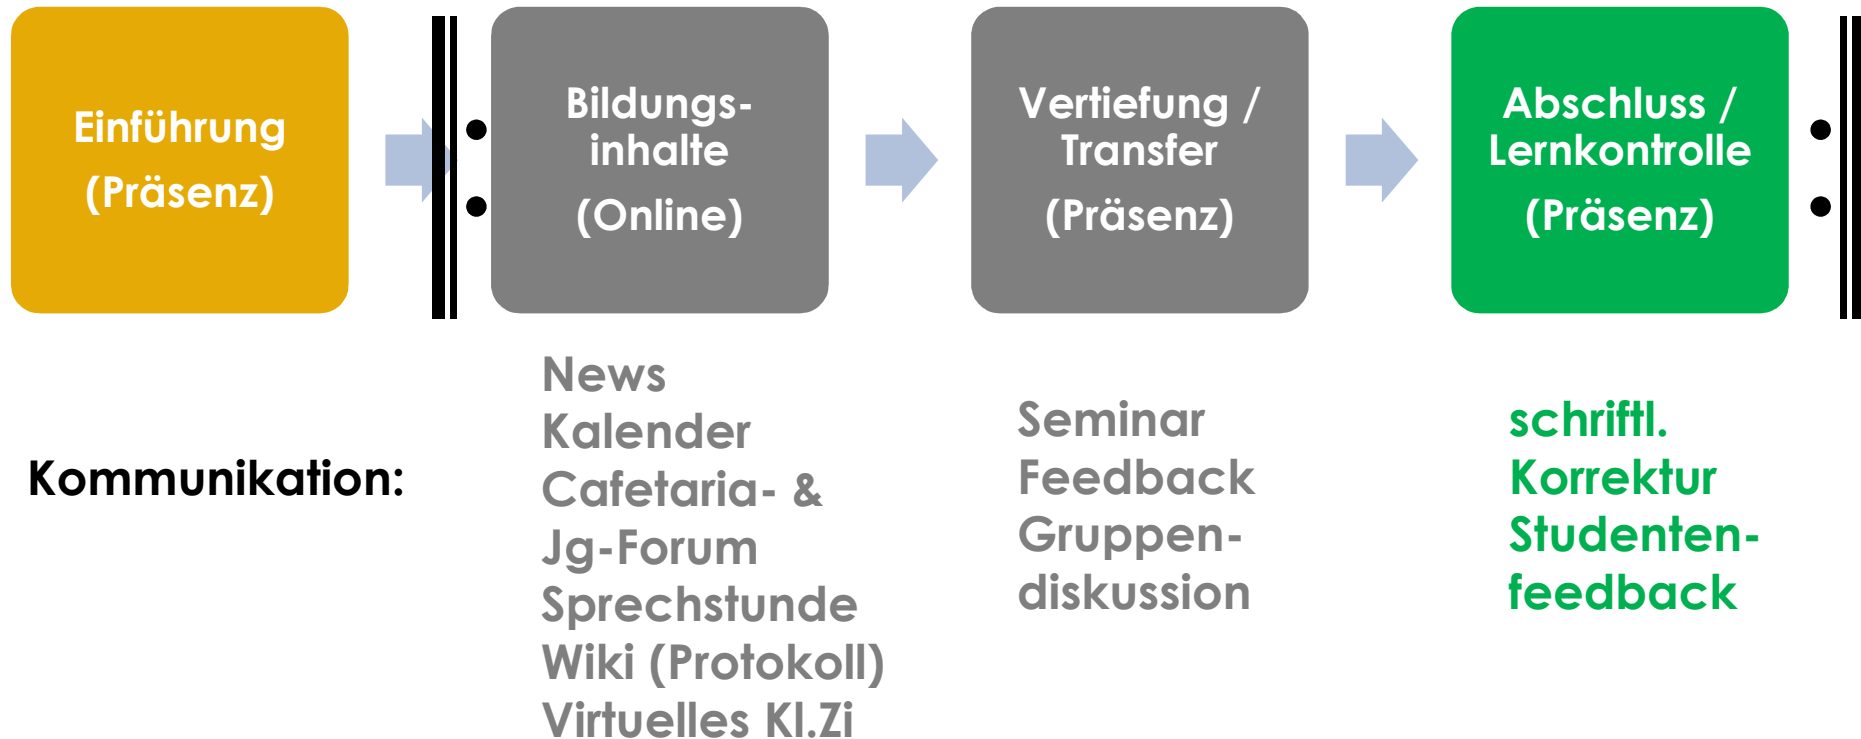 Einführung
(Präsenz)
Bildungs-
inhalte
(Online)
Vertiefung /
Transfer
(Präsenz)
Abschluss /
Lernkontrolle
(Präsenz)
Kommunikation:
News
Kalender
Cafetaria- &
Jg-Forum
Sprechstunde
Wiki (Protokoll)
Virtuelles Kl.Zi
Seminar
Feedback
Gruppen-
diskussion
schriftl.
Korrektur
Studenten-
feedback